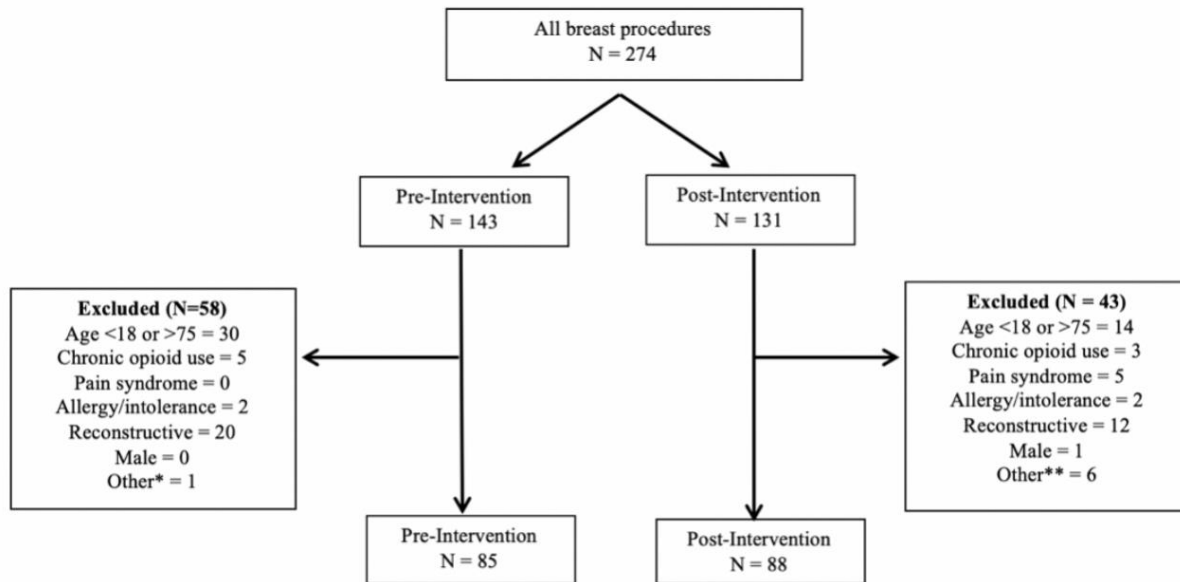 All breast procedures
N = 274
Pre-Intervention
N = 143
Post-Intervention
N = 131
Excluded (N=58)
Age <18 or >75 = 30
Chronic opioid use = 5
Pain syndrome = 0
Allergy/intolerance = 2
Reconstructive = 20
Male = 0
Other* = 1
Excluded (N = 43)
Age <18 or >75 = 14
Chronic opioid use = 3
Pain syndrome = 5
Allergy/intolerance = 2
Reconstructive = 12
Male = 1
Other** = 6
Pre-Intervention
N = 85
Post-Intervention
N = 88